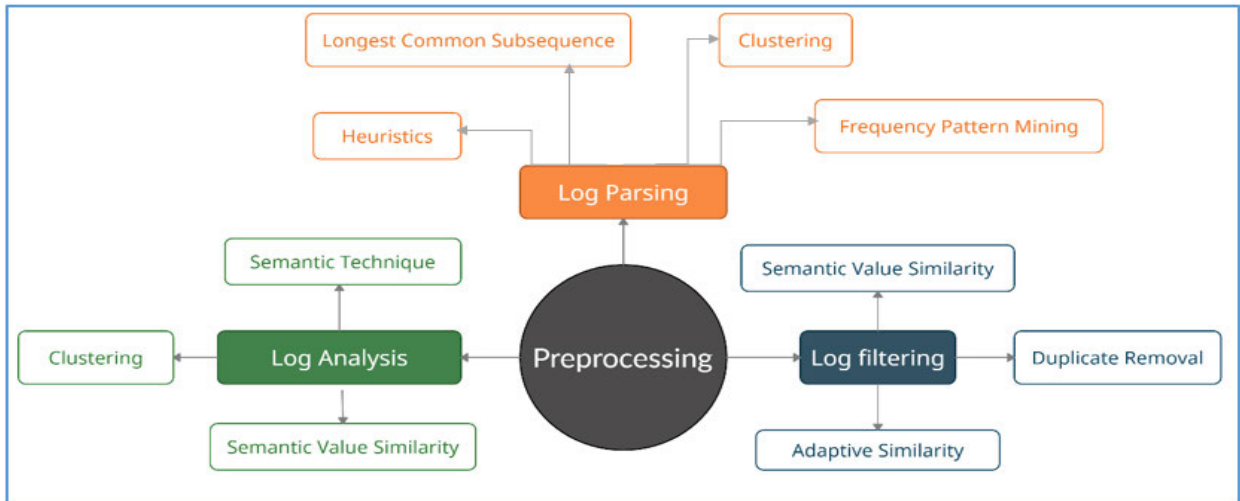 Longest Common Subsequence
Clustering
Heuristics
Frequency Pattern Mining
Log Parsing
Semantic Technique
Semantic Value Similarity
Clustering
Log Analysis
Preprocessing
Log filtering
Duplicate Removal
Semantic Value Similarity
Adaptive Similarity